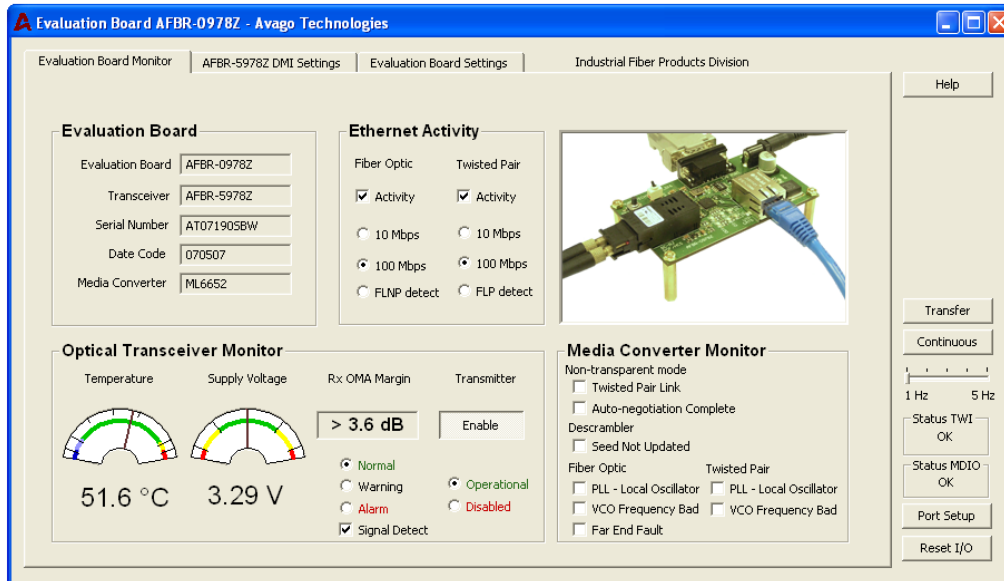 Evaluation Board AFBR-0978Z - Avago Technologies
Evaluation Board Monitor
AFBR-5978Z DMI Settings
Evaluation Board Settings
Industrial Fiber Products Division
Help
Evaluation Board
Evaluation Board AFBR-0978Z
Transceiver AFBR-5978Z
Serial Number AT07190SBW
Date Code 070507
Media Converter ML6652
Ethernet Activity
Fiber Optic Twisted Pair
Activity Activity
10 Mbps 10 Mbps
100 Mbps 100 Mbps
FLNP detect FLP detect
Optical Transceiver Monitor
Temperature Supply Voltage Rx OMA Margin Transmitter
> 3.6 dB Enable
51.6 °C 3.29 V
Normal
Warning
Alarm
Signal Detect
Operational
Disabled
Media Converter Monitor
Non-transparent mode
Twisted Pair Link
Auto-negotiation Complete
Descrambler
Seed Not Updated
Fiber Optic Twisted Pair
PLL - Local Oscillator PLL - Local Oscillator
VCO Frequency Bad VCO Frequency Bad
Far End Fault
Transfer
Continuous
1 Hz 5 Hz
Status TWI
OK
Status MDIO
OK
Port Setup
Reset I/O